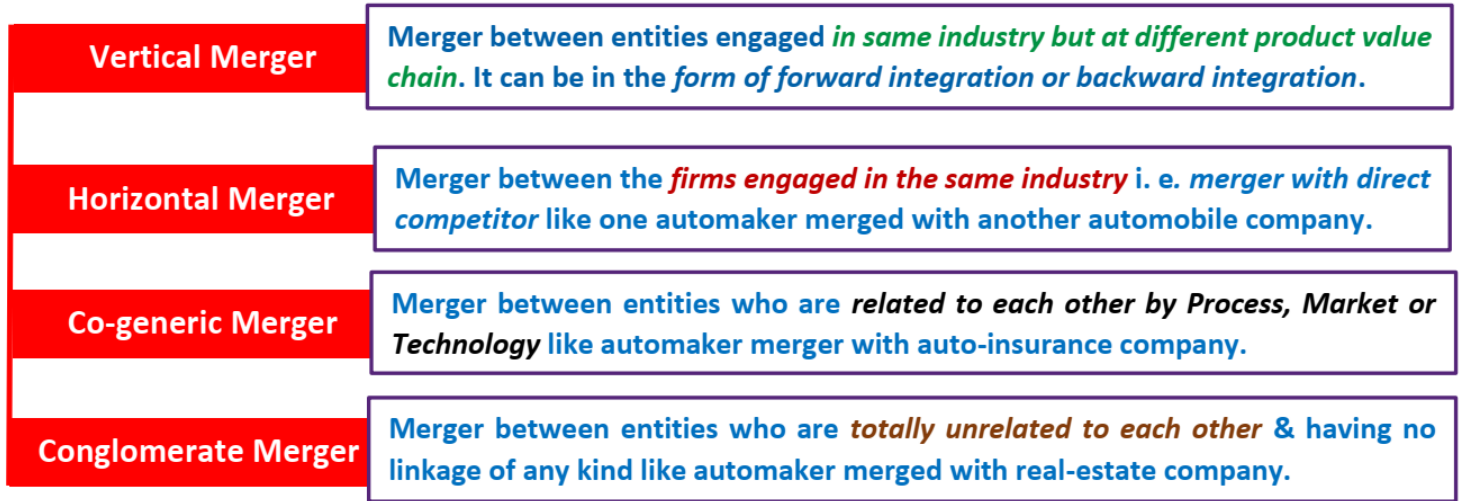 Vertical Merger
Merger between entities engaged in same industry but at different product value
chain. It can be in the form of forward integration or backward integration.
Horizontal Merger
Merger between the firms engaged in the same industry i. e. merger with direct
competitor like one automaker merged with another automobile company.
Co-generic Merger
Merger between entities who are related to each other by Process, Market or
Technology like automaker merger with auto-insurance company.
Conglomerate Merger
Merger between entities who are totally unrelated to each other & having no
linkage of any kind like automaker merged with real-estate company.